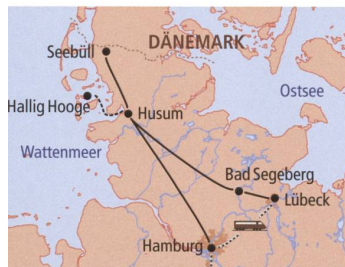 DÄNEMARK
Seebüll
Ostsee
Hallig Hooge
Husum
Wattenmeer
Bad Segeberg
Lübeck
Hamburg